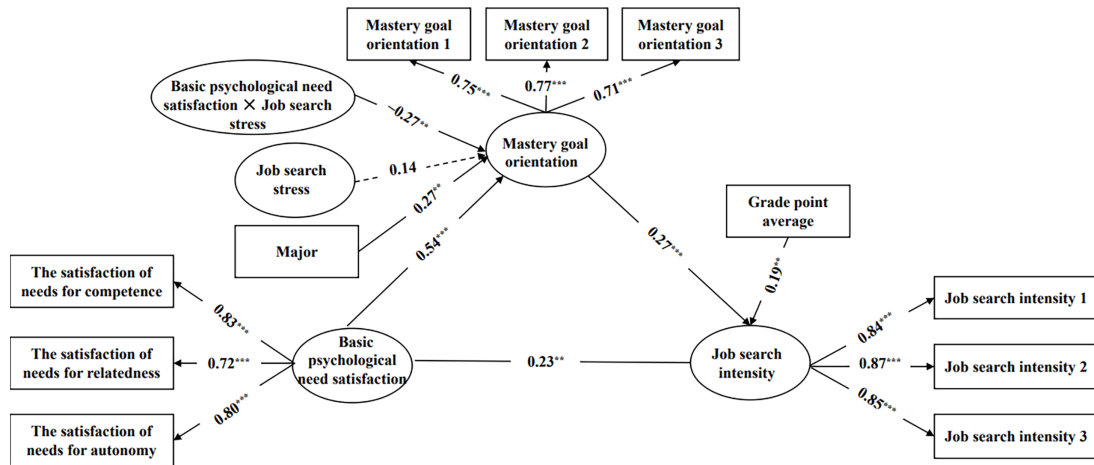 Mastery goal
orientation 1
Mastery goal
orientation 2
Mastery goal
orientation 3
0.75***
0.77***
0.71***
Basic psychological need
satisfaction × Job search
stress
–0.27**
Mastery goal
orientation
Job search
stress
0.14
Major
0.27**
0.54***
0.27***
Grade point
average
0.19**
The satisfaction of
needs for competence
0.83***
The satisfaction of
needs for relatedness
0.72***
The satisfaction of
needs for autonomy
0.80***
Basic
psychological
need satisfaction
0.23**
Job search
intensity
0.84***
Job search intensity 1
0.87***
Job search intensity 2
0.85***
Job search intensity 3